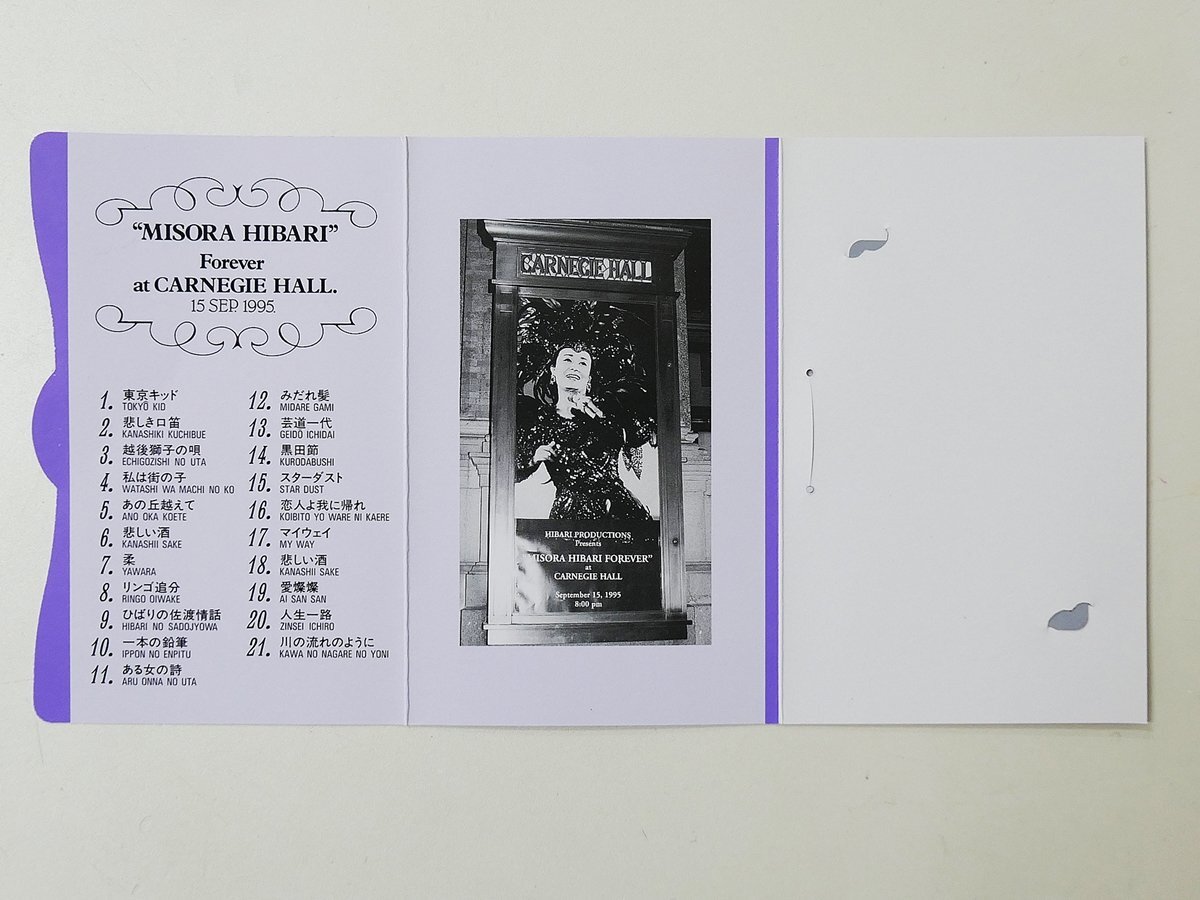 “MISORA HIBARI”
Forever
at CARNEGIE HALL.
15 SEP. 1995.
1. 東京キッド
TOKYO KID
2. 悲しき口笛
KANASHIKI KUCHIBUE
3. 越後獅子の唄
ECHIGOZISHI NO UTA
4. 私は街の子
WATASHI WA MACHI NO KO
5. あの丘越えて
ANO OKA KOETE
6. 悲しい酒
KANASHII SAKE
7. 柔
YAWARA
8. リンゴ追分
RINGO OIWAKE
9. ひばりの佐渡情話
HIBARI NO SADOJYOWA
10. 一本の鉛筆
IPPON NO ENPITU
11. ある女の詩
ARU ONNA NO UTA
12. みだれ髪
MIDARE GAMI
13. 芸道一代
GEIDO ICHIDAI
14. 黒田節
KURODABUSHI
15. スターダスト
STAR DUST
16. 恋人よ我に帰れ
KOIBITO YO WARE NI KAERE
17. マイウェイ
MY WAY
18. 悲しい酒
KANASHII SAKE
19. 愛燦燦
AI SAN SAN
20. 人生一路
ZINSEI ICHIRO
21. 川の流れのように
KAWA NO NAGARE NO YONI
CARNEGIE HALL
HIBARI PRODUCTIONS
Presents
“MISORA HIBARI FOREVER”
at
CARNEGIE HALL
September 15, 1995
8:00 pm